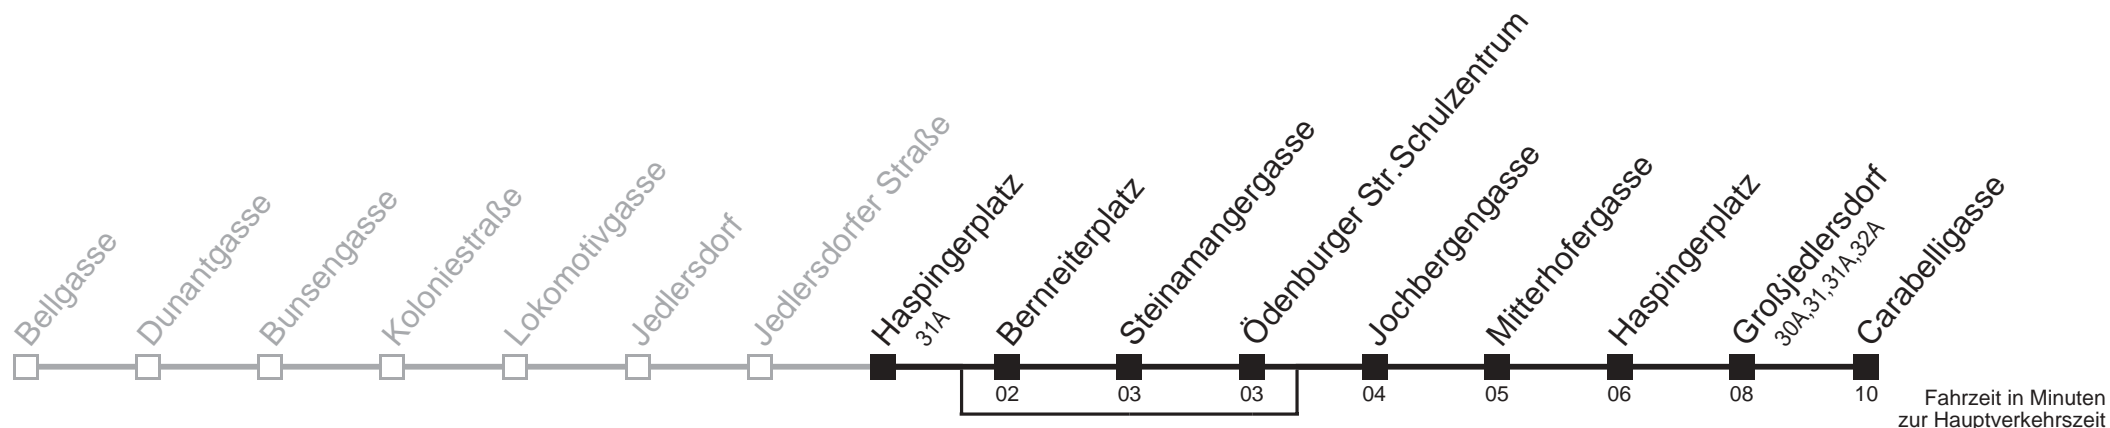 Bellgasse
Dunantgasse
Bunsengasse
Koloniestraße
Lokomotivgasse
Jedlersdorf
Jedlersdorfer Straße
Haspingerplatz
31A
Bernreiterplatz
Steinamangergasse
Ödenburger Str.Schulzentrum
Jochbergengasse
Mitterhofergasse
Haspingerplatz
Großjedlersdorf
30A,31,31A,32A
Carabelligasse
02
03
03
04
05
06
08
10
Fahrzeit in Minuten
zur Hauptverkehrszeit